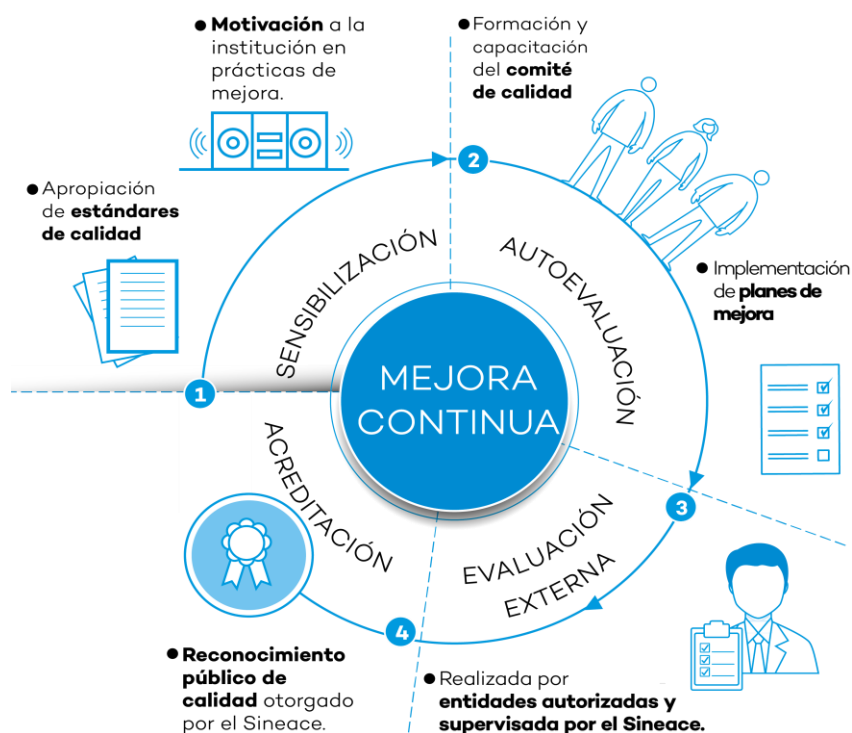 ● Motivación a la
institución en
prácticas de
mejora.
● Formación y
capacitación
del comité
de calidad
● Apropiación
de estándares
de calidad
● Implementación
de planes de
mejora
1
SENSIBILIZACIÓN
2
AUTOEVALUACIÓN
MEJORA
CONTINUA
3
EVALUACIÓN
EXTERNA
4
ACREDITACIÓN
● Reconocimiento
público de
calidad otorgado
por el Sineace.
● Realizada por
entidades autorizadas y
supervisada por el Sineace.